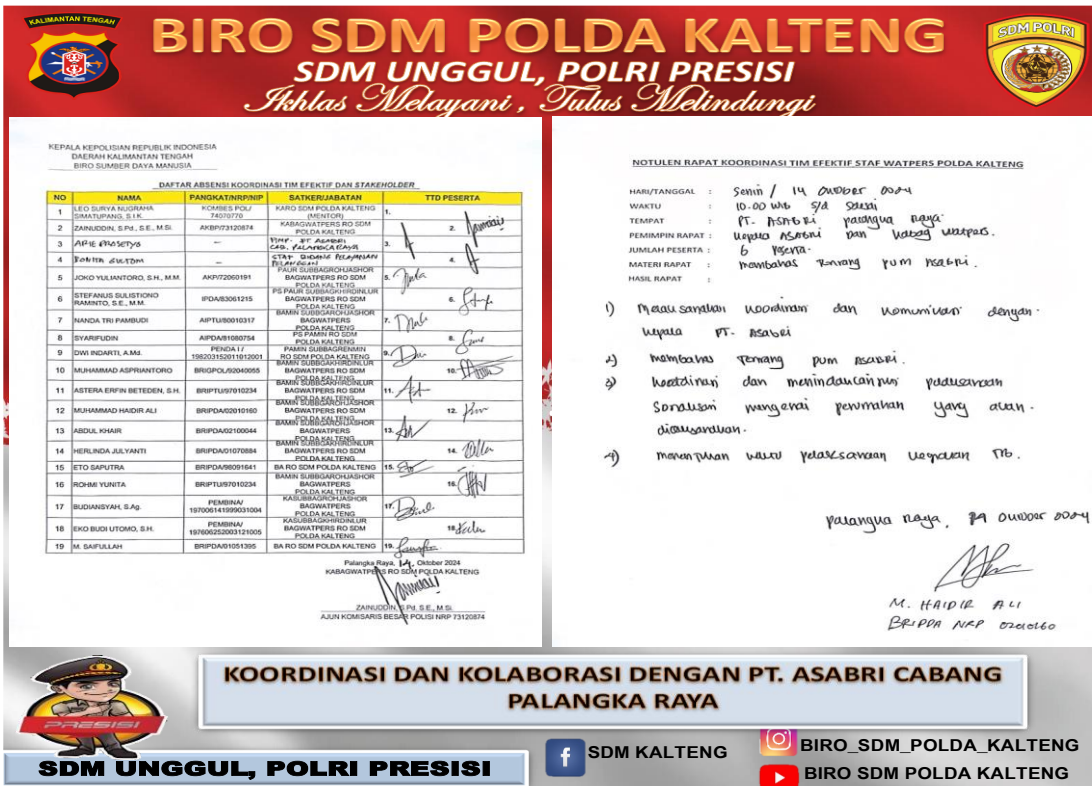 KALIMANTAN TENGAH
BIRO SDM POLDA KALTENG
SDM UNGGUL, POLRI PRESISI
Ikhlas Melayani , Tulus Melindungi
SDM POLRI
KEPALA KEPOLISIAN REPUBLIK INDONESIA
DAERAH KALIMANTAN TENGAH
BIRO SUMBER DAYA MANUSIA
DAFTAR ABSENSI KOORDINASI TIM EFEKTIF DAN STAKEHOLDER
NO NAMA PANGKAT/NRP/NIP SATKER/JABATAN TTD PESERTA
1 LEO SURYA NUGRAHA SIMATUPANG, S.I.K. KOMBES POL/ 74070770 KARO SDM POLDA KALTENG (MENTOR) 1.
2 ZAINUDDIN, S.Pd., S.E., M.Si. AKBP/73120874 KABAGWATPERS RO SDM POLDA KALTENG 2.
3 ARIE PRASETYO - PIMP. PT ASABRI CAB. PALANGKA RAYA 3.
4 RONITA GULTOM - STAF BIDANG PELAYANAN PELANGGAN 4.
5 JOKO YULIANTORO, S.H., M.M. AKP/72060191 PAUR SUBBAGROHJASHOR BAGWATPERS RO SDM POLDA KALTENG 5.
6 STEFANUS SULISTIONO RAMINTO, S.E., M.M. IPDA/83061215 PS PAUR SUBBAGKHIRDINLUR BAGWATPERS RO SDM POLDA KALTENG 6.
7 NANDA TRI PAMBUDI AIPTU/80010317 BAMIN SUBBAGROHJASHOR BAGWATPERS POLDA KALTENG 7.
8 SYARIFUDIN AIPDA/81080754 PS PAMIN RO SDM POLDA KALTENG 8.
9 DWI INDARTI, A.Md. PENDA I/ 198203152011012001 PAMIN SUBBAGRENMIN RO SDM POLDA KALTENG 9.
10 MUHAMMAD ASPRIANTORO BRIGPOL/92040055 BAMIN SUBBGAKHIRDINLUR BAGWATPERS RO SDM POLDA KALTENG 10.
11 ASTERA ERFIN BETEDEN, S.H. BRIPTU/97010234 BAMIN SUBBGAKHIRDINLUR BAGWATPERS RO SDM POLDA KALTENG 11.
12 MUHAMMAD HAIDIR ALI BRIPDA/02010160 BAMIN SUBBGAKHIRDINLUR BAGWATPERS RO SDM POLDA KALTENG 12.
13 ABDUL KHAIR BRIPDA/02100044 BAMIN SUBBGAROHJASHOR BAGWATPERS POLDA KALTENG 13.
14 HERLINDA JULYANTI BRIPDA/01070884 BAMIN SUBBGAKHIRDINLUR BAGWATPERS RO SDM POLDA KALTENG 14.
15 ETO SAPUTRA BRIPDA/98091641 BA RO SDM POLDA KALTENG 15.
16 ROHMI YUNITA BRIPTU/97010234 BAMIN SUBBGAROHJASHOR BAGWATPERS POLDA KALTENG 16.
17 BUDIANSYAH, S.Ag. PEMBINA/ 197006141999031004 KASUBBAGROHJASHOR BAGWATPERS RO SDM POLDA KALTENG 17.
18 EKO BUDI UTOMO, S.H. PEMBINA/ 197606252003121005 KASUBBAGKHIRDINLUR BAGWATPERS RO SDM POLDA KALTENG 18.
19 M. SAIFULLAH BRIPDA/01051395 BA RO SDM POLDA KALTENG 19.
Palangka Raya, 14, Oktober 2024
KABAGWATPERS RO SDM POLDA KALTENG
ZAINUDDIN, S.Pd, S.E., M.Si.
AJUN KOMISARIS BESAR POLISI NRP 73120874
NOTULEN RAPAT KOORDINASI TIM EFEKTIF STAF WATPERS POLDA KALTENG
HARI/TANGGAL : Senin / 14 Oktober 2024
WAKTU : 10.00 WIB s/d selesai
TEMPAT : PT. ASABRI palangka Raya
PEMIMPIN RAPAT : kepala ASABRI dan kabag watpers.
JUMLAH PESERTA : 6 Peserta.
MATERI RAPAT : membahas tentang pum ASABRI.
HASIL RAPAT :
1) Melaksanakan koordinasi dan komunikasi dengan
kepala PT. Asabri
2) membahas tentang pum ASABRI.
3) koordinasi dan menindaklanjuti pelaksanaan
Sosialisasi mengenai perumahan yang akan
dilaksanakan.
4) menentukan waktu pelaksanaan kegiatan
palangka Raya, Oktober 2024
M. HAIDIR ALI
BRIPDA NRP 02010160
PRESISI
SDM UNGGUL, POLRI PRESISI
KOORDINASI DAN KOLABORASI DENGAN PT. ASABRI CABANG
PALANGKA RAYA
SDM KALTENG
BIRO_SDM_POLDA_KALTENG
BIRO SDM POLDA KALTENG